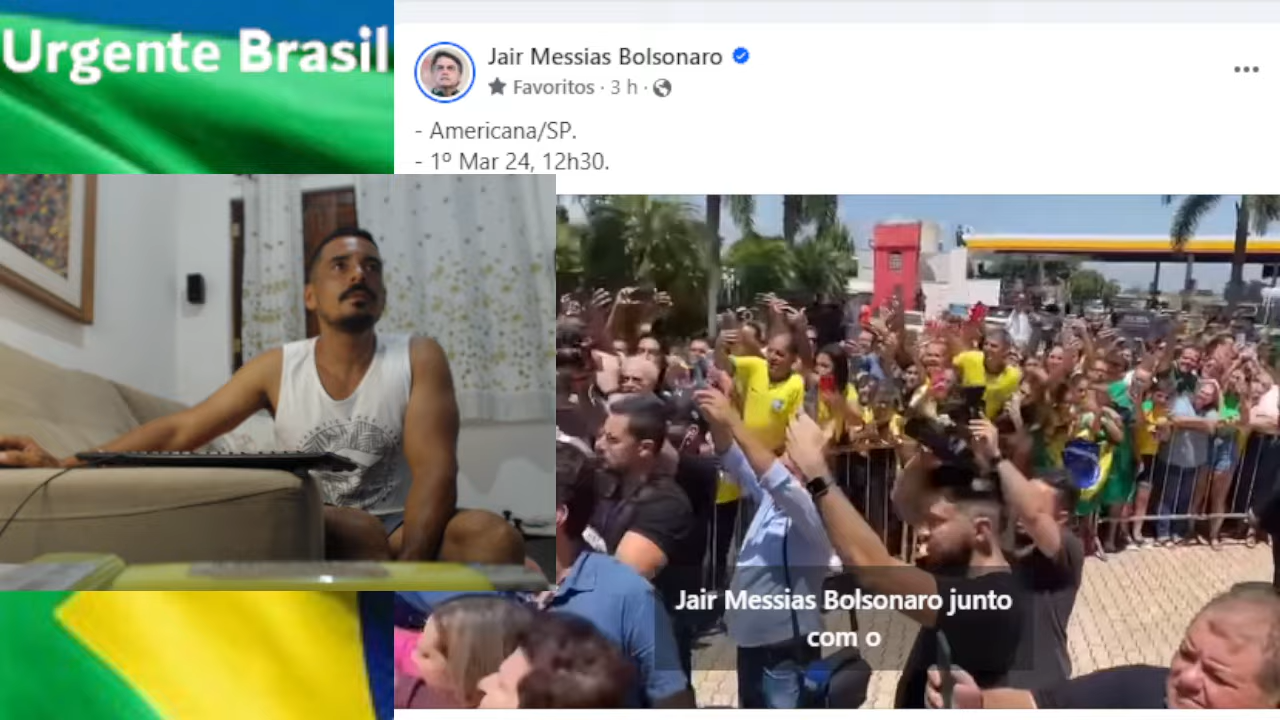 Urgente Brasil
Jair Messias Bolsonaro
Favoritos · 3 h ·
- Americana/SP.
- 1º Mar 24, 12h30.
Jair Messias Bolsonaro junto
com o